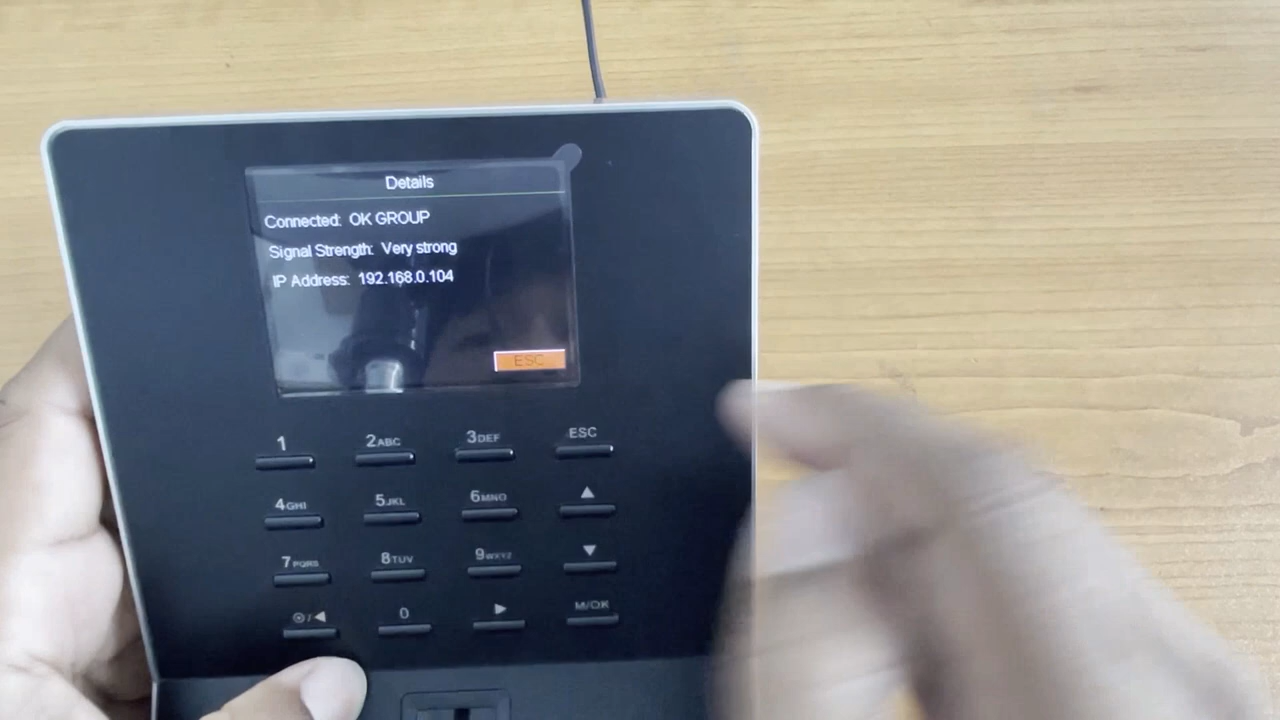 Details
Connected: OK GROUP
Signal Strength: Very strong
IP Address: 192.168.0.104
ESC
1 2ABC 3DEF ESC
4GHI 5JKL 6MNO ▲
7PQRS 8TUV 9WXYZ ▼
◎/◀ 0 ▶ M/OK